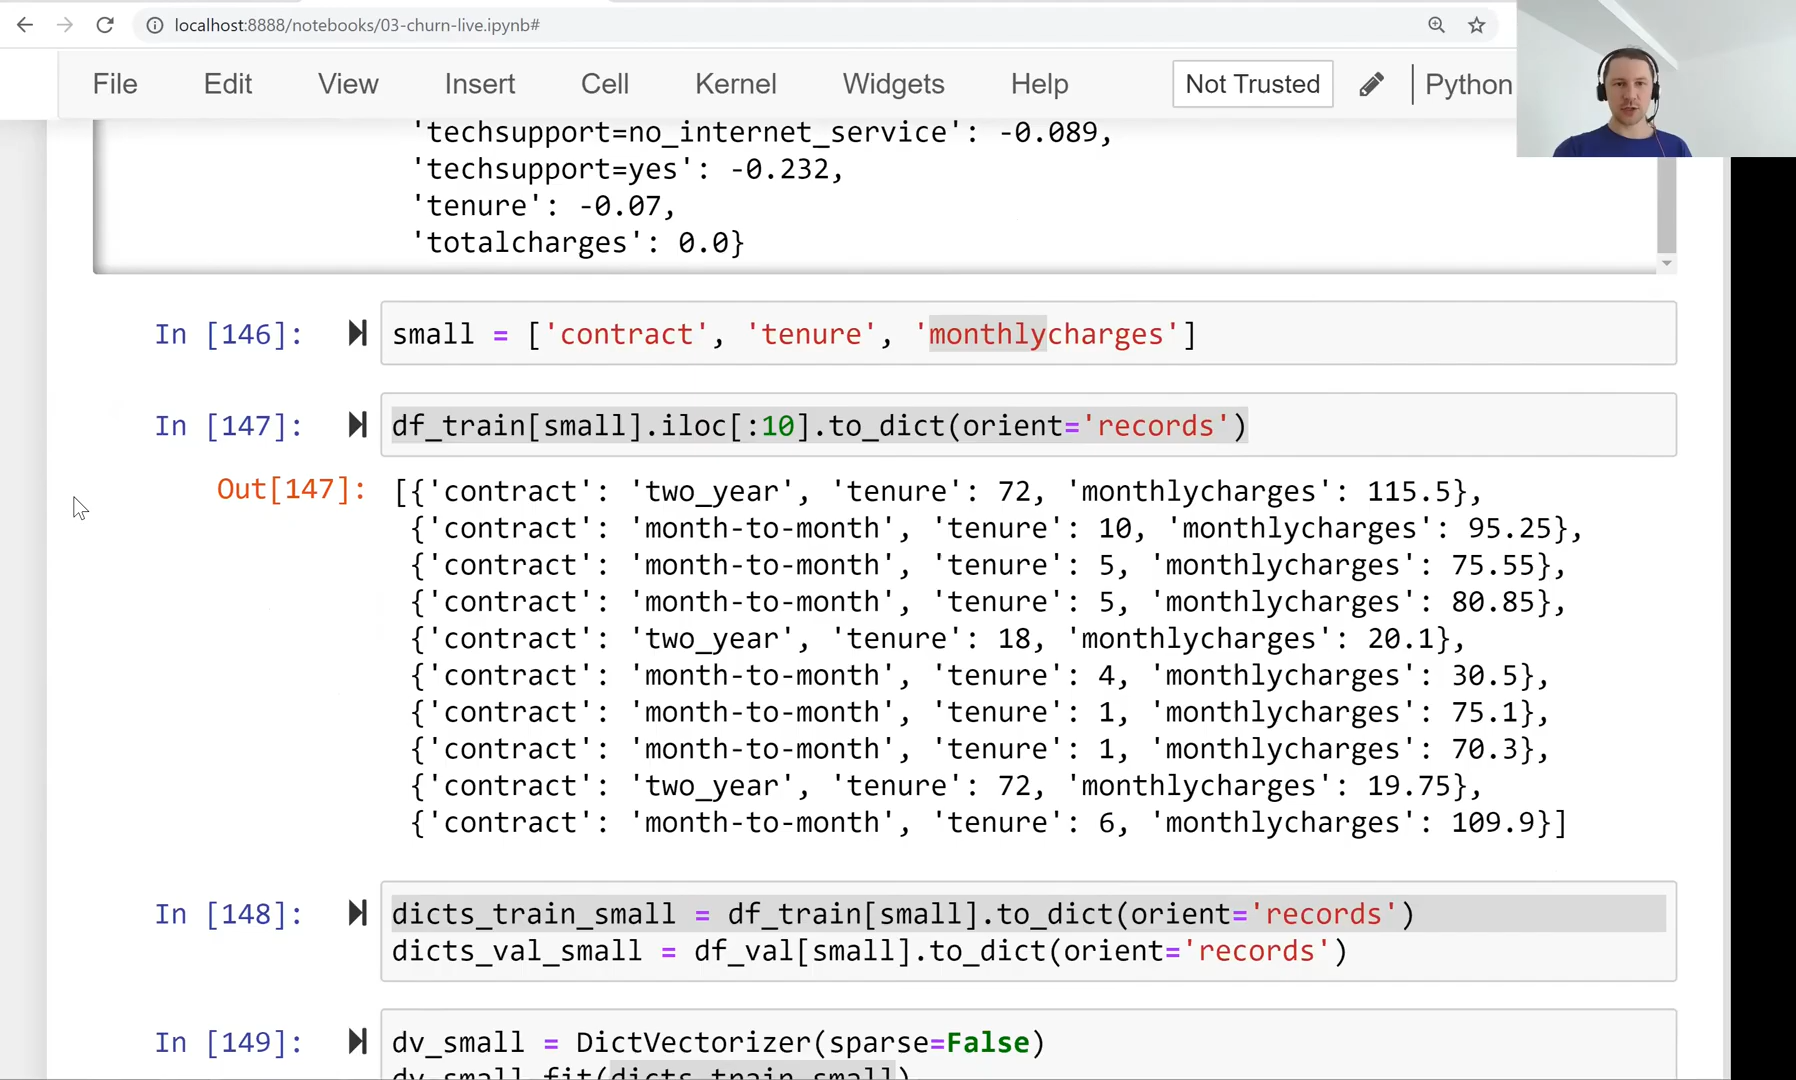 localhost:8888/notebooks/03-churn-live.ipynb#
File Edit View Insert Cell Kernel Widgets Help Not Trusted Python
'techsupport=no_internet_service': -0.089,
'techsupport=yes': -0.232,
'tenure': -0.07,
'totalcharges': 0.0}
In [146]: small = ['contract', 'tenure', 'monthlycharges']
In [147]: df_train[small].iloc[:10].to_dict(orient='records')
Out[147]: [{'contract': 'two_year', 'tenure': 72, 'monthlycharges': 115.5},
{'contract': 'month-to-month', 'tenure': 10, 'monthlycharges': 95.25},
{'contract': 'month-to-month', 'tenure': 5, 'monthlycharges': 75.55},
{'contract': 'month-to-month', 'tenure': 5, 'monthlycharges': 80.85},
{'contract': 'two_year', 'tenure': 18, 'monthlycharges': 20.1},
{'contract': 'month-to-month', 'tenure': 4, 'monthlycharges': 30.5},
{'contract': 'month-to-month', 'tenure': 1, 'monthlycharges': 75.1},
{'contract': 'month-to-month', 'tenure': 1, 'monthlycharges': 70.3},
{'contract': 'two_year', 'tenure': 72, 'monthlycharges': 19.75},
{'contract': 'month-to-month', 'tenure': 6, 'monthlycharges': 109.9}]
In [148]: dicts_train_small = df_train[small].to_dict(orient='records')
dicts_val_small = df_val[small].to_dict(orient='records')
In [149]: dv_small = DictVectorizer(sparse=False)
dv_small.fit(dicts_train_small)